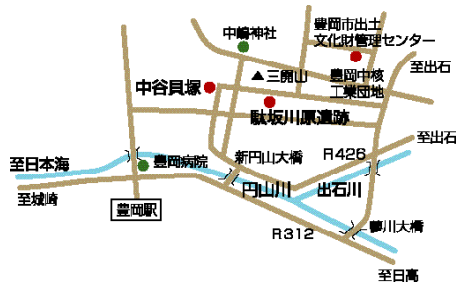 中嶋神社
豊岡市出土
文化財管理センター
至出石
三開山
豊岡中核
工業団地
中谷貝塚
駄坂川原遺跡
至出石
新円山大橋
R426
至日本海
豊岡病院
円山川
出石川
至城崎
豊岡駅
R312
鶴川大橋
至日高